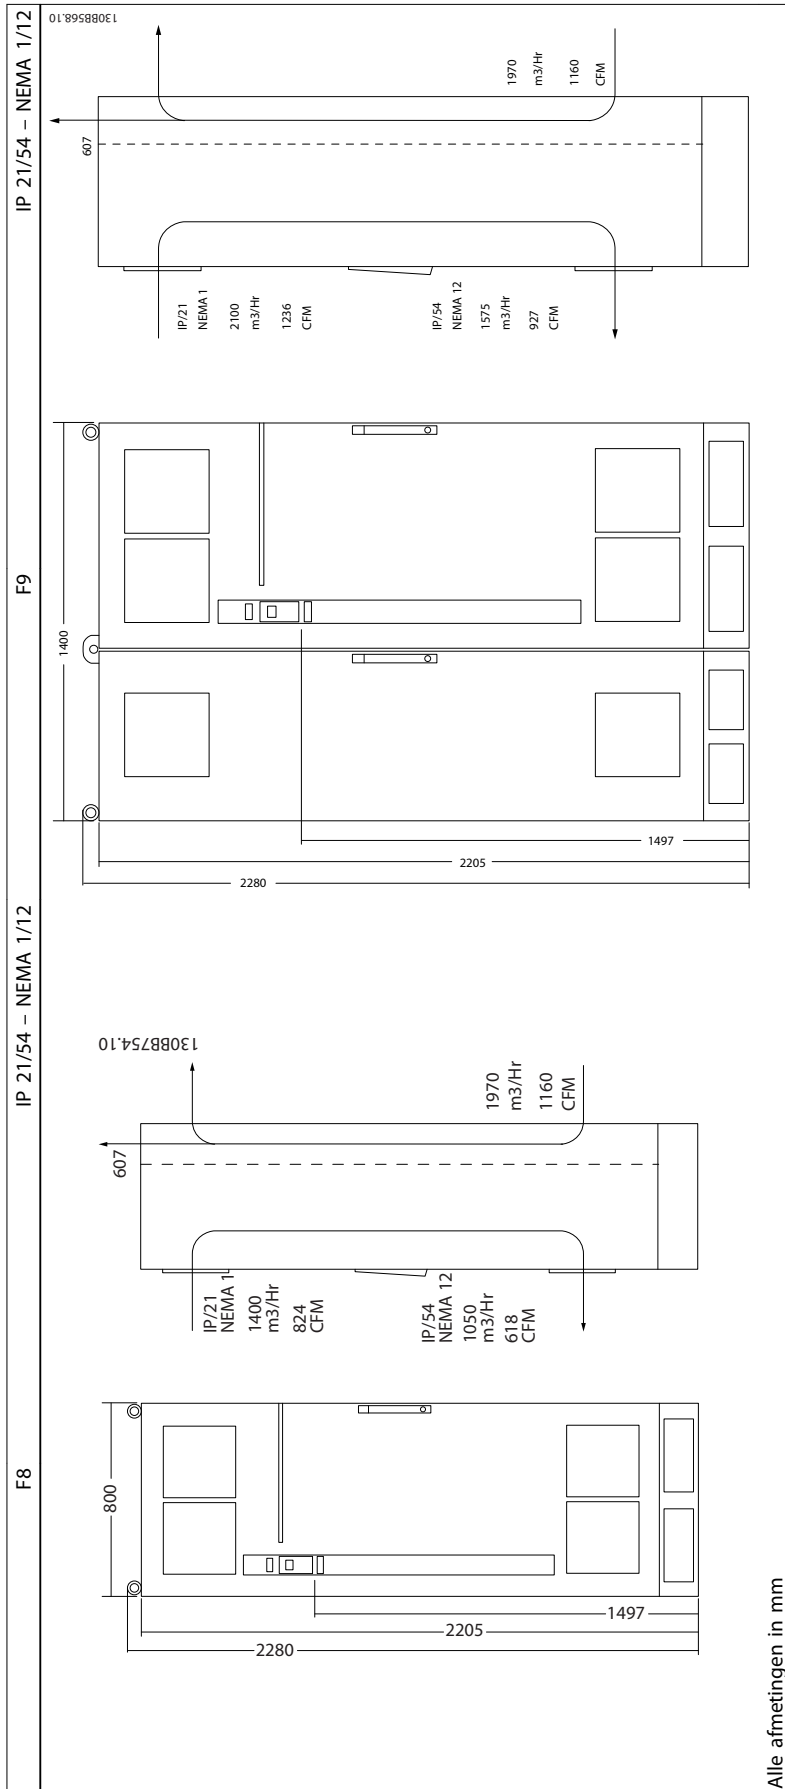 F8
IP 21/54 – NEMA 1/12
F9
IP 21/54 – NEMA 1/12
800
2280
2205
1497
IP/21
NEMA 1
1400
m3/Hr
824
CFM
IP/54
NEMA 12
1050
m3/Hr
618
CFM
607
1970
m3/Hr
1160
CFM
130BB754.10
1400
2280
2205
1497
IP/21
NEMA 1
2100
m3/Hr
1236
CFM
IP/54
NEMA 12
1575
m3/Hr
927
CFM
607
1970
m3/Hr
1160
CFM
130BB568.10
Alle afmetingen in mm